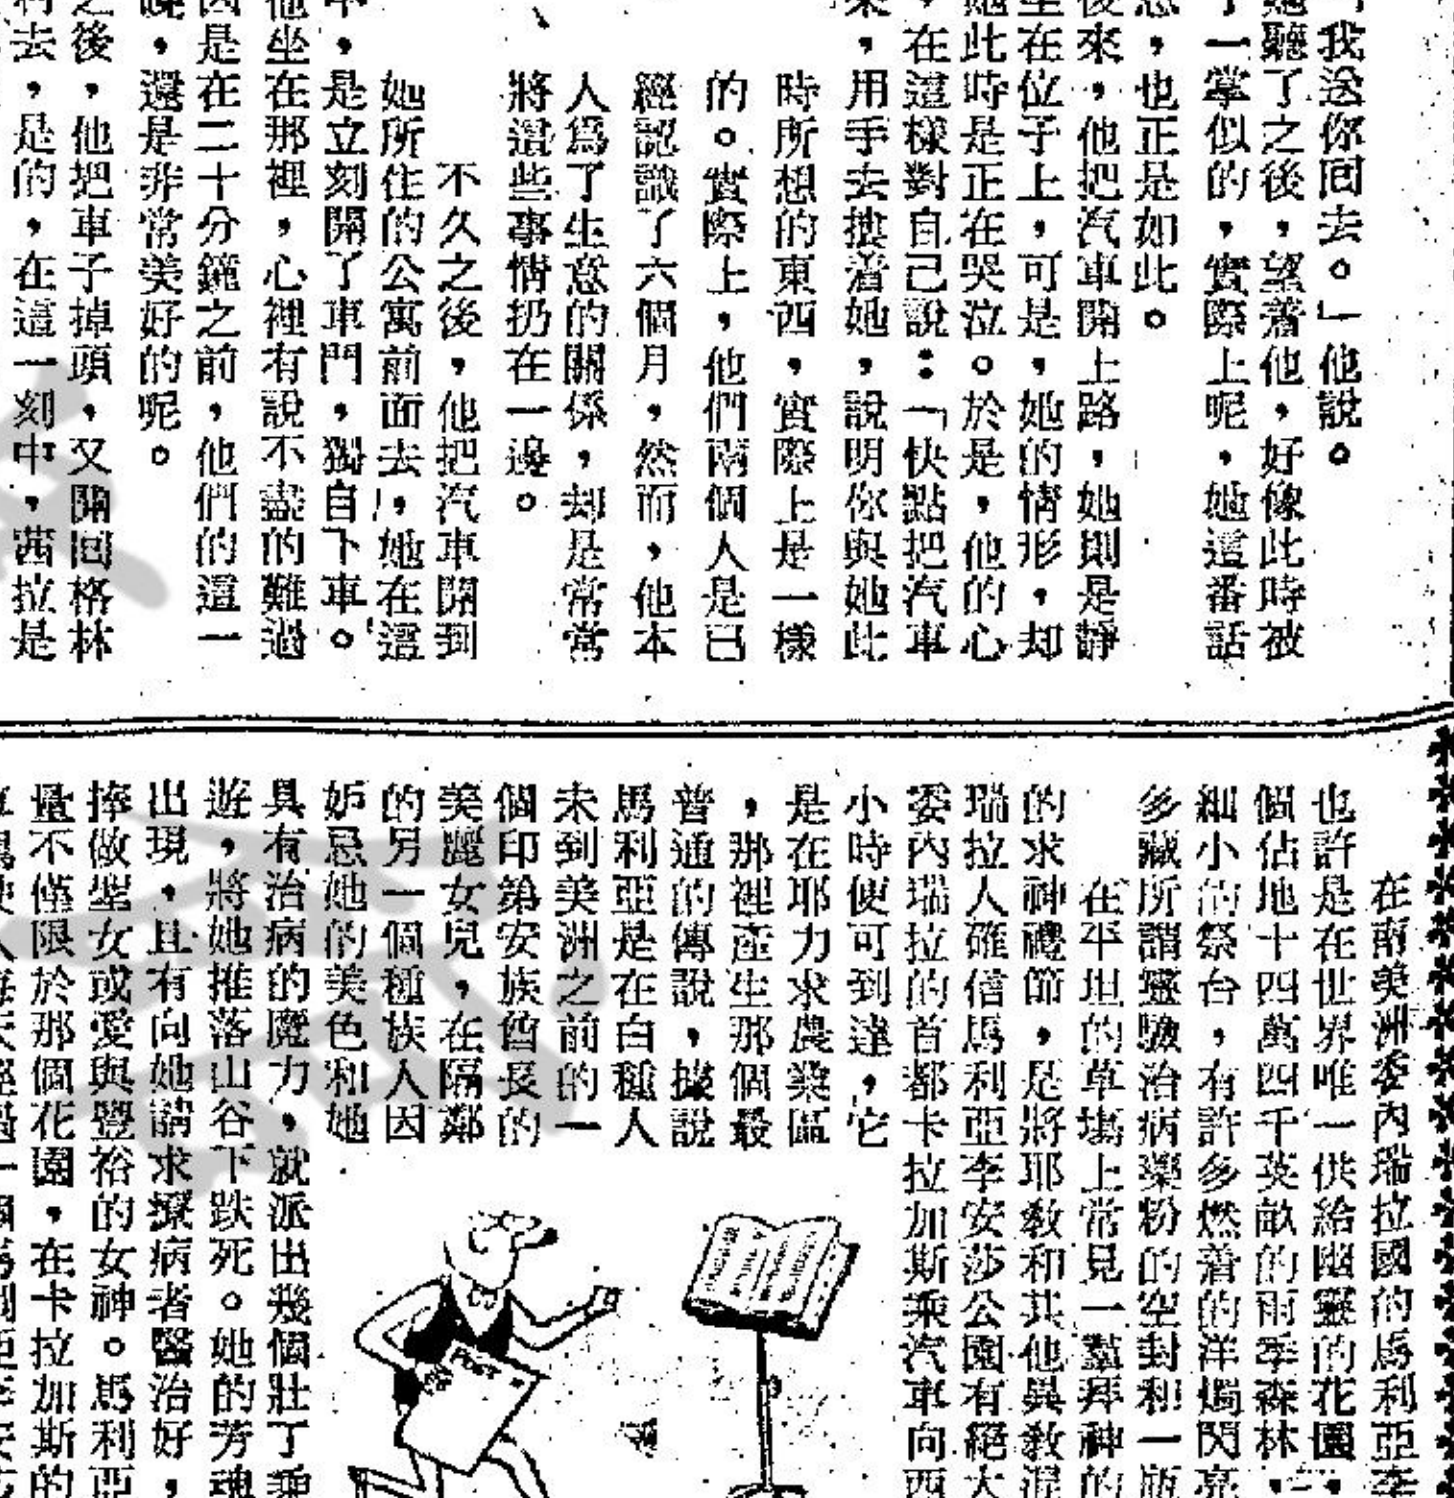 「我送你回去。」他說。
她聽了之後，望著他，好像此時被
了一掌似的，實際上呢，她這番話
，也正是如此。
後來，他把汽車開上路，她則是靜
坐在位子上，可是，她的情形，却
她此時是正在哭泣。於是，他的心
，在這樣對自己說：「快點把汽車
來，用手去摟着她，說明你與她此
時所想的東西，實際上是一樣
的。實際上，他們兩個人是已
經認識了六個月，然而，他本
人爲了生意的關係，却是常常
將這些事情扔在一邊。
不久之後，他把汽車開到
她所住的公寓前面去，她在這
中，是立刻開了車門，獨自下車。
他坐在那裡，心裡有說不盡的難過
因是在二十分鐘之前，他們的這一
晚，還是非常美好的呢。
之後，他把車子掉頭，又開回格林
去，是的，在這一刻中，茜拉是
在南美洲委內瑞拉國的馬利亞李
也許是在世界唯一供給幽靈的花園，
個佔地十四萬四千英畝的雨季森林，
細小的祭台，有許多燃着的洋燭閃亮
多藏所謂靈驗治病藥粉的空封和一瓶
在平坦的草塲上常見一羣拜神的
的求神禮節，是將耶教和其他異教混
瑞拉人確信馬利亞李安莎公園有絕大
委內瑞拉的首都卡拉加斯乘汽車向西
小時便可到達，它
是在耶力求農業區
，那裡產生那個最
普通的傳說，據說
馬利亞是在白種人
未到美洲之前的一
個印第安族酋長的
美麗女兒，在隔鄰
的另一個種族人因
妒忌她的美色和她
具有治病的魔力，就派出幾個壯丁乘
遊，將她推落山谷下跌死。她的芳魂
出現，且有向她請求療病者醫治好，
捧做聖女或愛與豐裕的女神。馬利亞
量不僅限於那個花園，在卡拉加斯的